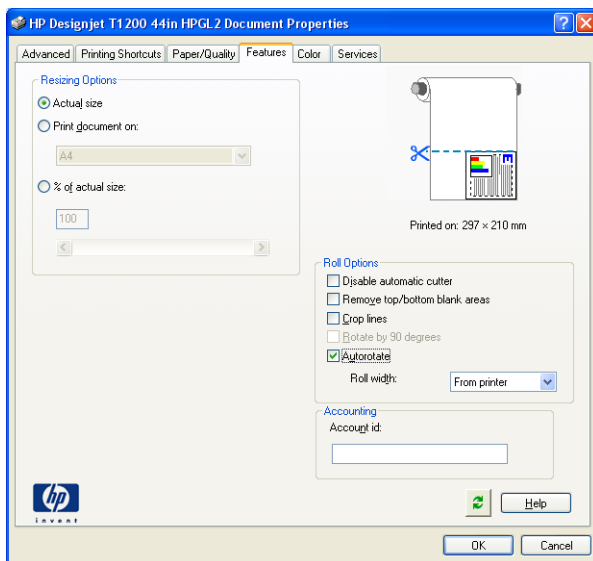 HP Designjet T1200 44in HPGL2 Document Properties
Advanced Printing Shortcuts Paper/Quality Features Color Services
Resizing Options
Actual size
Print document on:
A4
% of actual size:
100
Printed on: 297 × 210 mm
Roll Options
Disable automatic cutter
Remove top/bottom blank areas
Crop lines
Rotate by 90 degrees
Autorotate
Roll width: From printer
Accounting
Account id:
hp
invent
Help
OK Cancel